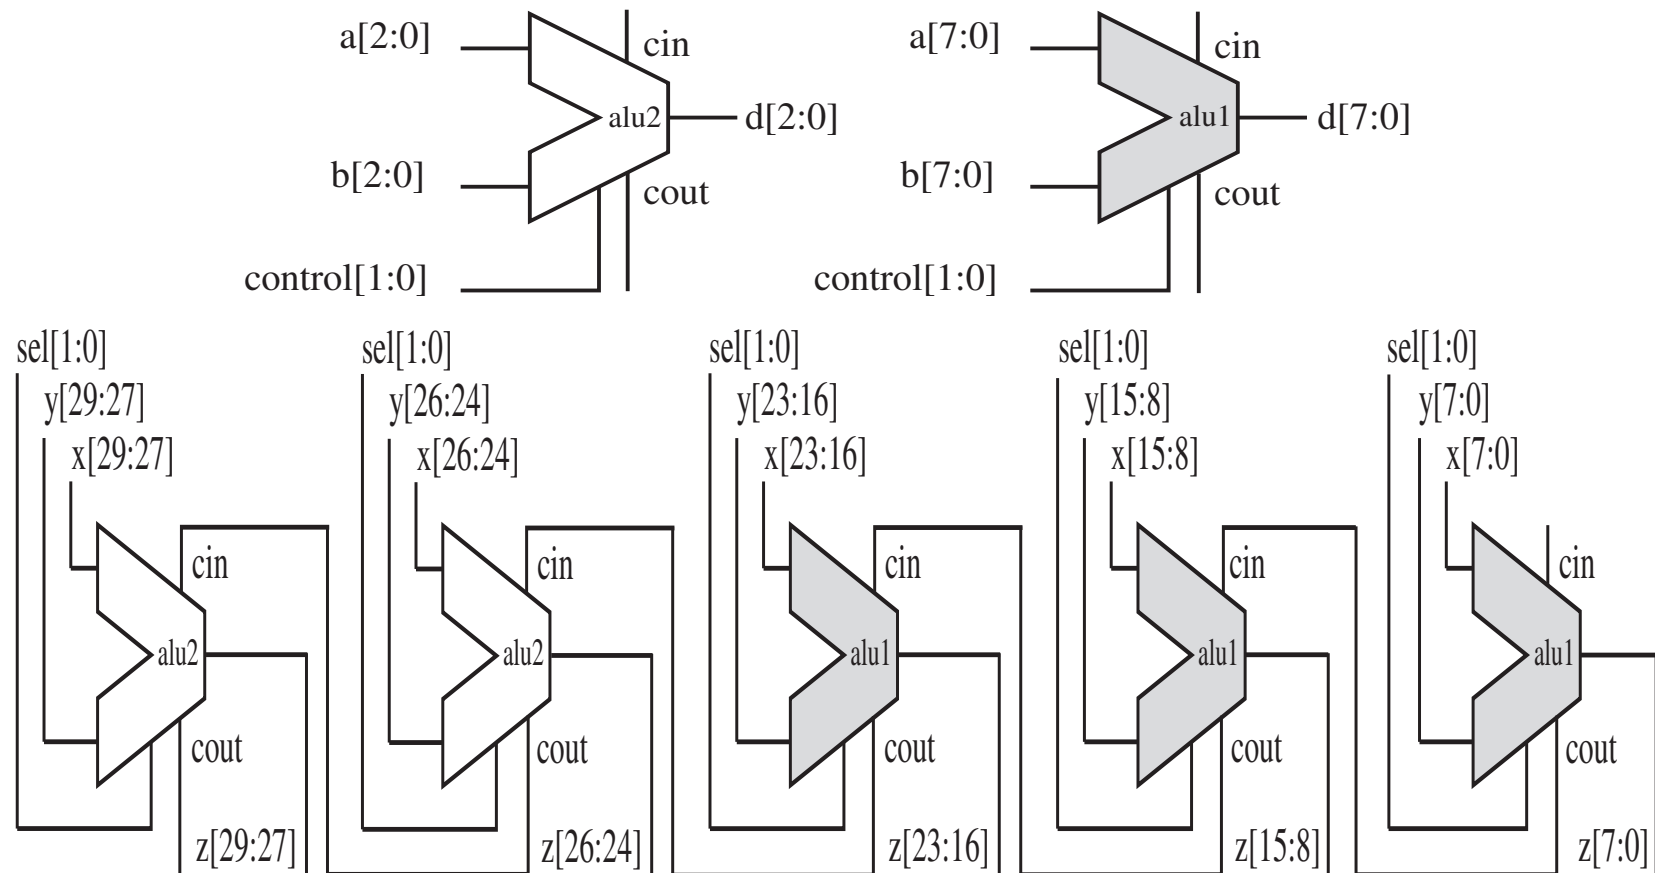 a[2:0] cin a[7:0] cin
alu2 d[2:0] alu1 d[7:0]
b[2:0] cout b[7:0] cout
control[1:0] control[1:0]
sel[1:0] sel[1:0] sel[1:0] sel[1:0] sel[1:0]
y[29:27] y[26:24] y[23:16] y[15:8] y[7:0]
x[29:27] x[26:24] x[23:16] x[15:8] x[7:0]
cin cin cin cin cin
alu2 alu2 alu1 alu1 alu1
cout cout cout cout cout
z[29:27] z[26:24] z[23:16] z[15:8] z[7:0]